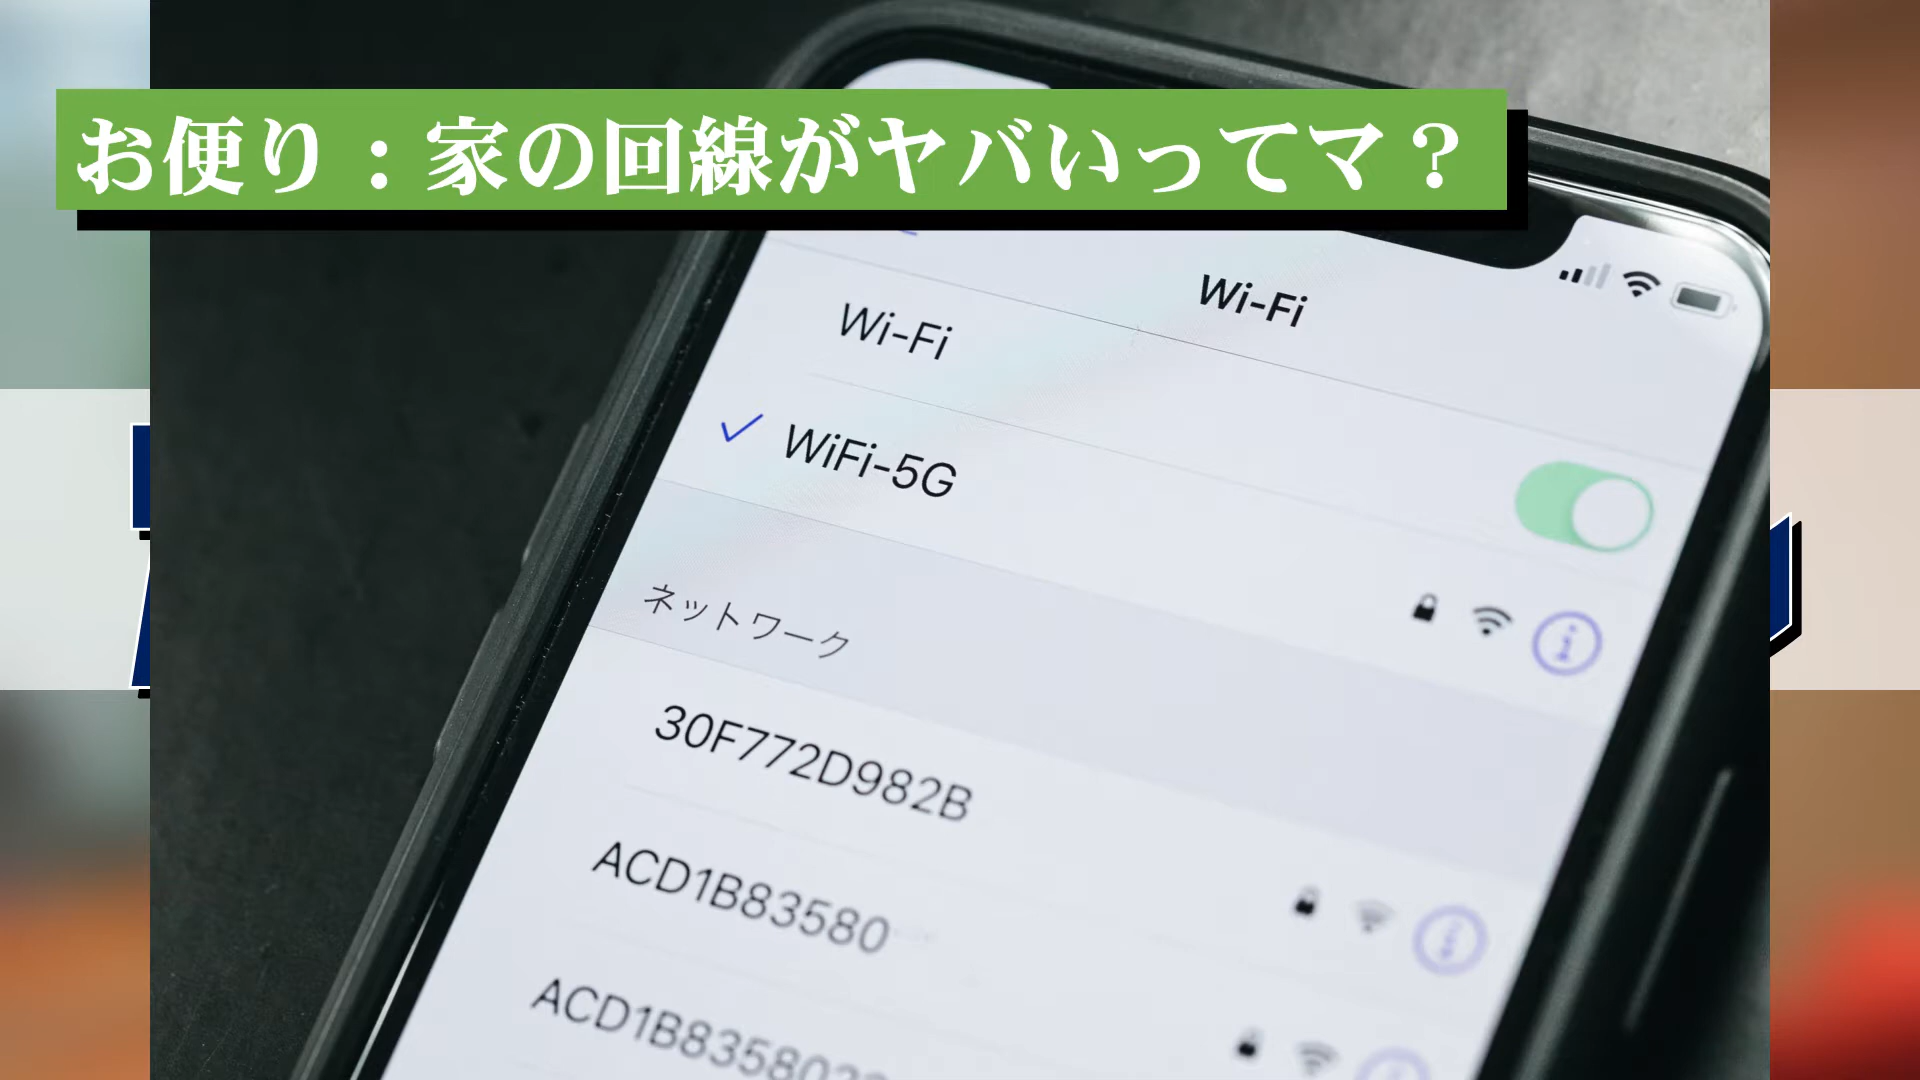 お便り：家の回線がヤバいってマ？
Wi-Fi
Wi-Fi
WiFi-5G
ネットワーク
30F772D982B
ACD1B83580